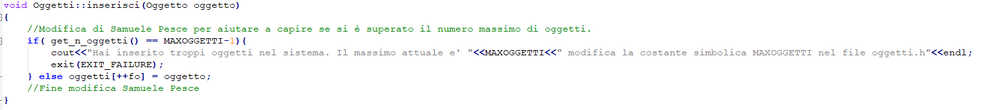 void Oggetti::inserisci(Oggetto oggetto)
{
//Modifica di Samuele Pesce per aiutare a capire se si è superato il numero massimo di oggetti.
if( get_n_oggetti() == MAXOGGETTI-1){
cout<<"Hai inserito troppi oggetti nel sistema. Il massimo attuale e' "<<MAXOGGETTI<<" modifica la costante simbolica MAXOGGETTI nel file oggetti.h"<<endl;
exit(EXIT_FAILURE);
} else oggetti[++fo] = oggetto;
//Fine modifica Samuele Pesce
}